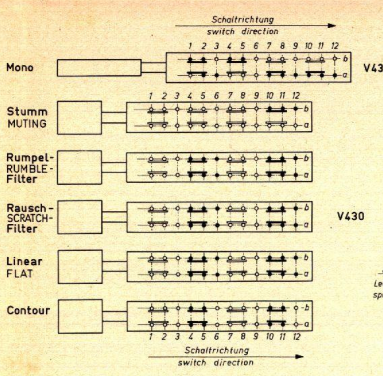 Schaltrichtung
switch direction
1 2 3 4 5 6 7 8 9 10 11 12
Mono
b
a
V43
1 2 3 4 5 6 7 8 9 10 11 12
Stumm
MUTING
b
a
Rumpel-
RUMBLE-
Filter
b
a
Rausch-
SCRATCH-
Filter
b
a
V430
Linear
FLAT
b
a
Le
sp
Contour
b
a
1 2 3 4 5 6 7 8 9 10 11 12
Schaltrichtung
switch direction